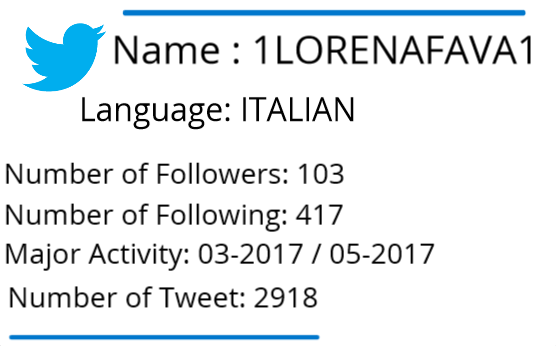 Name : 1LORENAFAVA1
Language: ITALIAN
Number of Followers: 103
Number of Following: 417
Major Activity: 03-2017 / 05-2017
Number of Tweet: 2918